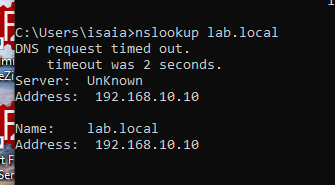 C:\Users\isaia>nslookup lab.local
DNS request timed out.
    timeout was 2 seconds.
Server:  UnKnown
Address:  192.168.10.10

Name:    lab.local
Address:  192.168.10.10